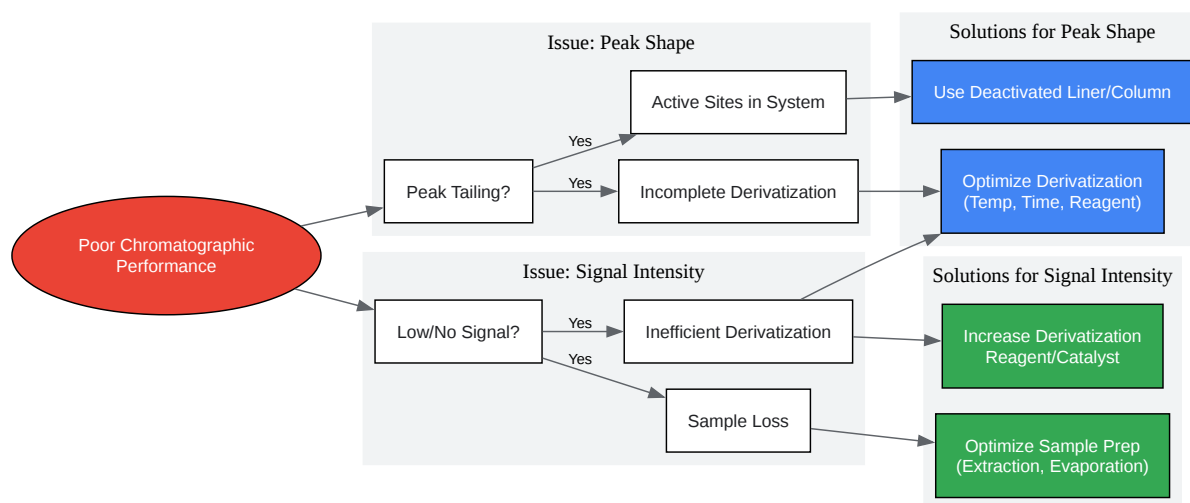 Poor Chromatographic
Performance
Issue: Peak Shape
Peak Tailing?
Yes
Active Sites in System
Yes
Incomplete Derivatization
Solutions for Peak Shape
Use Deactivated Liner/Column
Optimize Derivatization
(Temp, Time, Reagent)
Issue: Signal Intensity
Low/No Signal?
Yes
Inefficient Derivatization
Yes
Sample Loss
Solutions for Signal Intensity
Increase Derivatization
Reagent/Catalyst
Optimize Sample Prep
(Extraction, Evaporation)